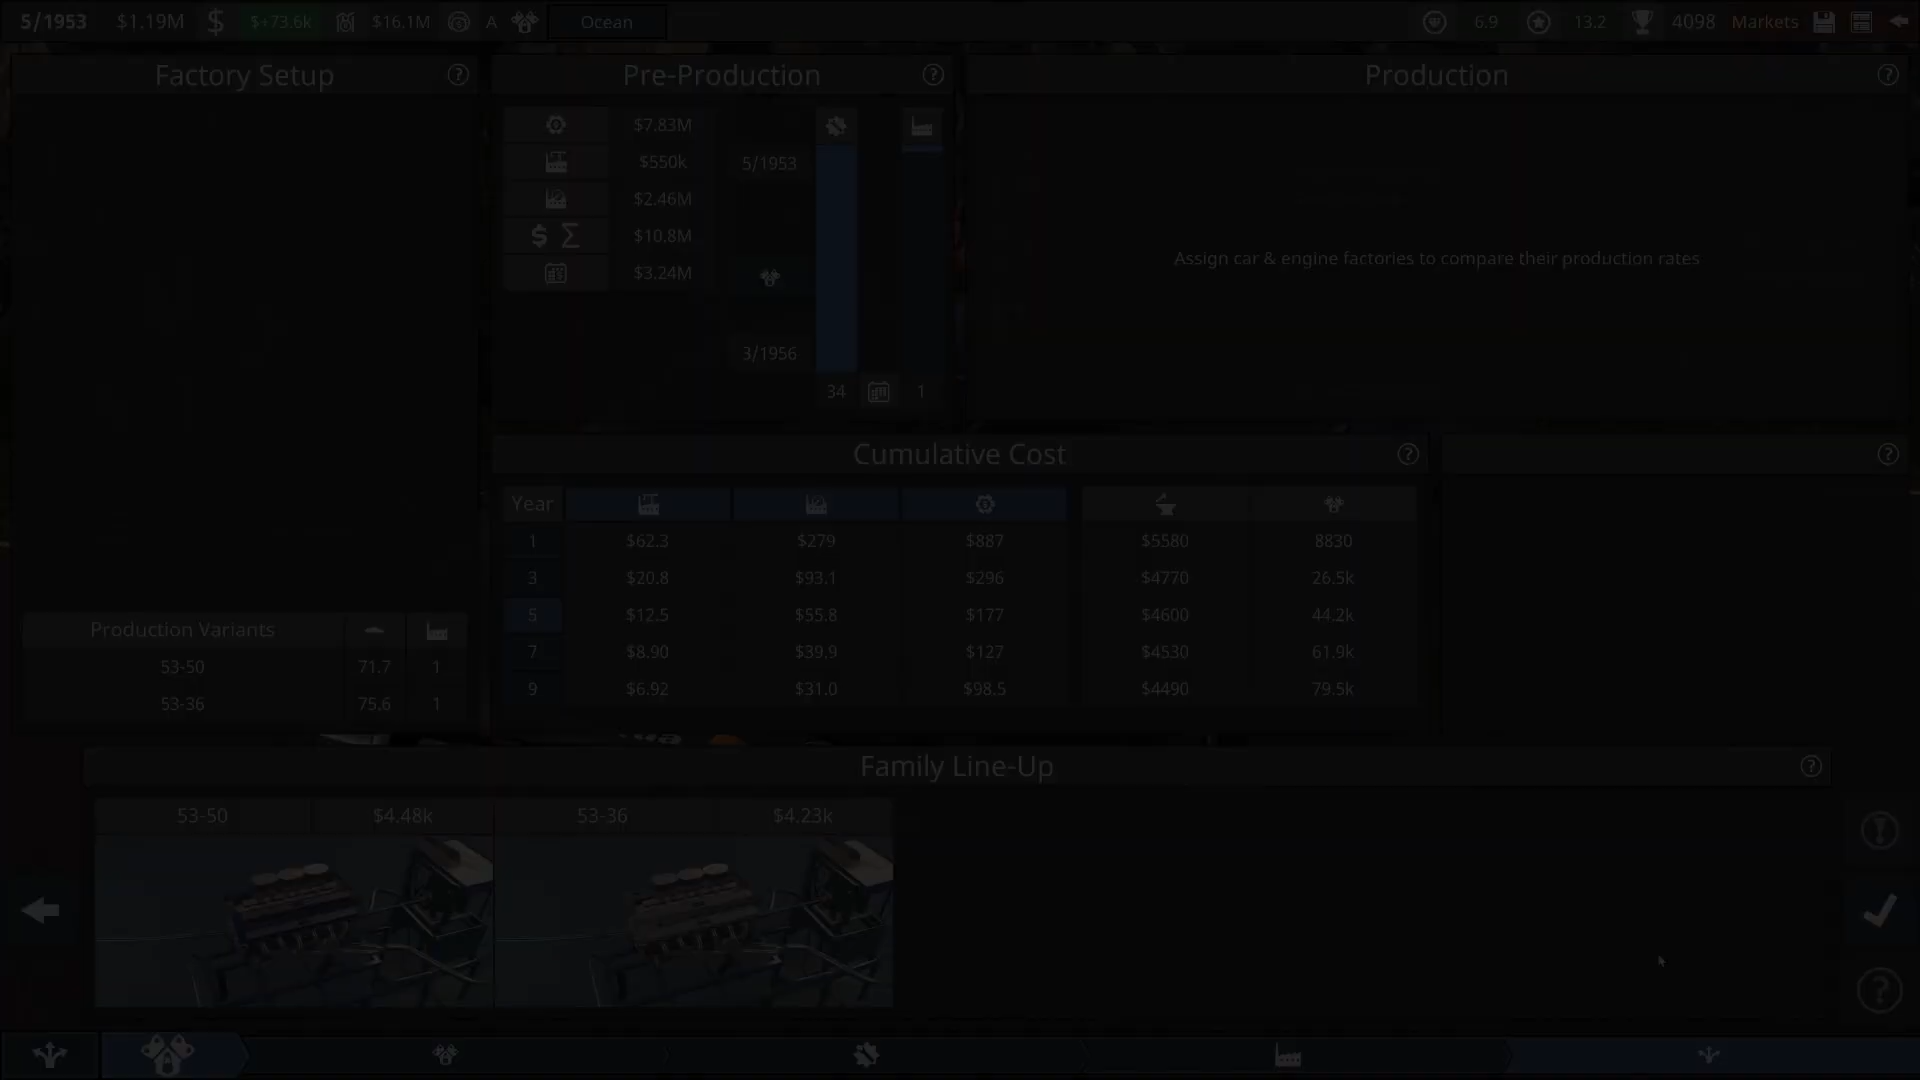 5/1953 $1.19M $+73.6k $16.1M A Ocean 6.9 13.2 4098 Markets
Factory Setup
Production Variants
53-50 71.7 1
53-36 75.6 1
Pre-Production
$7.83M
$550k
$2.46M
$ Σ $10.8M
$3.24M
5/1953
3/1956
34 1
Production
Assign car & engine factories to compare their production rates
Cumulative Cost
Year
1 $62.3 $279 $887 $5580 8830
3 $20.8 $93.1 $296 $4770 26.5k
5 $12.5 $55.8 $177 $4600 44.2k
7 $8.90 $39.9 $127 $4530 61.9k
9 $6.92 $31.0 $98.5 $4490 79.5k
Family Line-Up
53-50 $4.48k 53-36 $4.23k